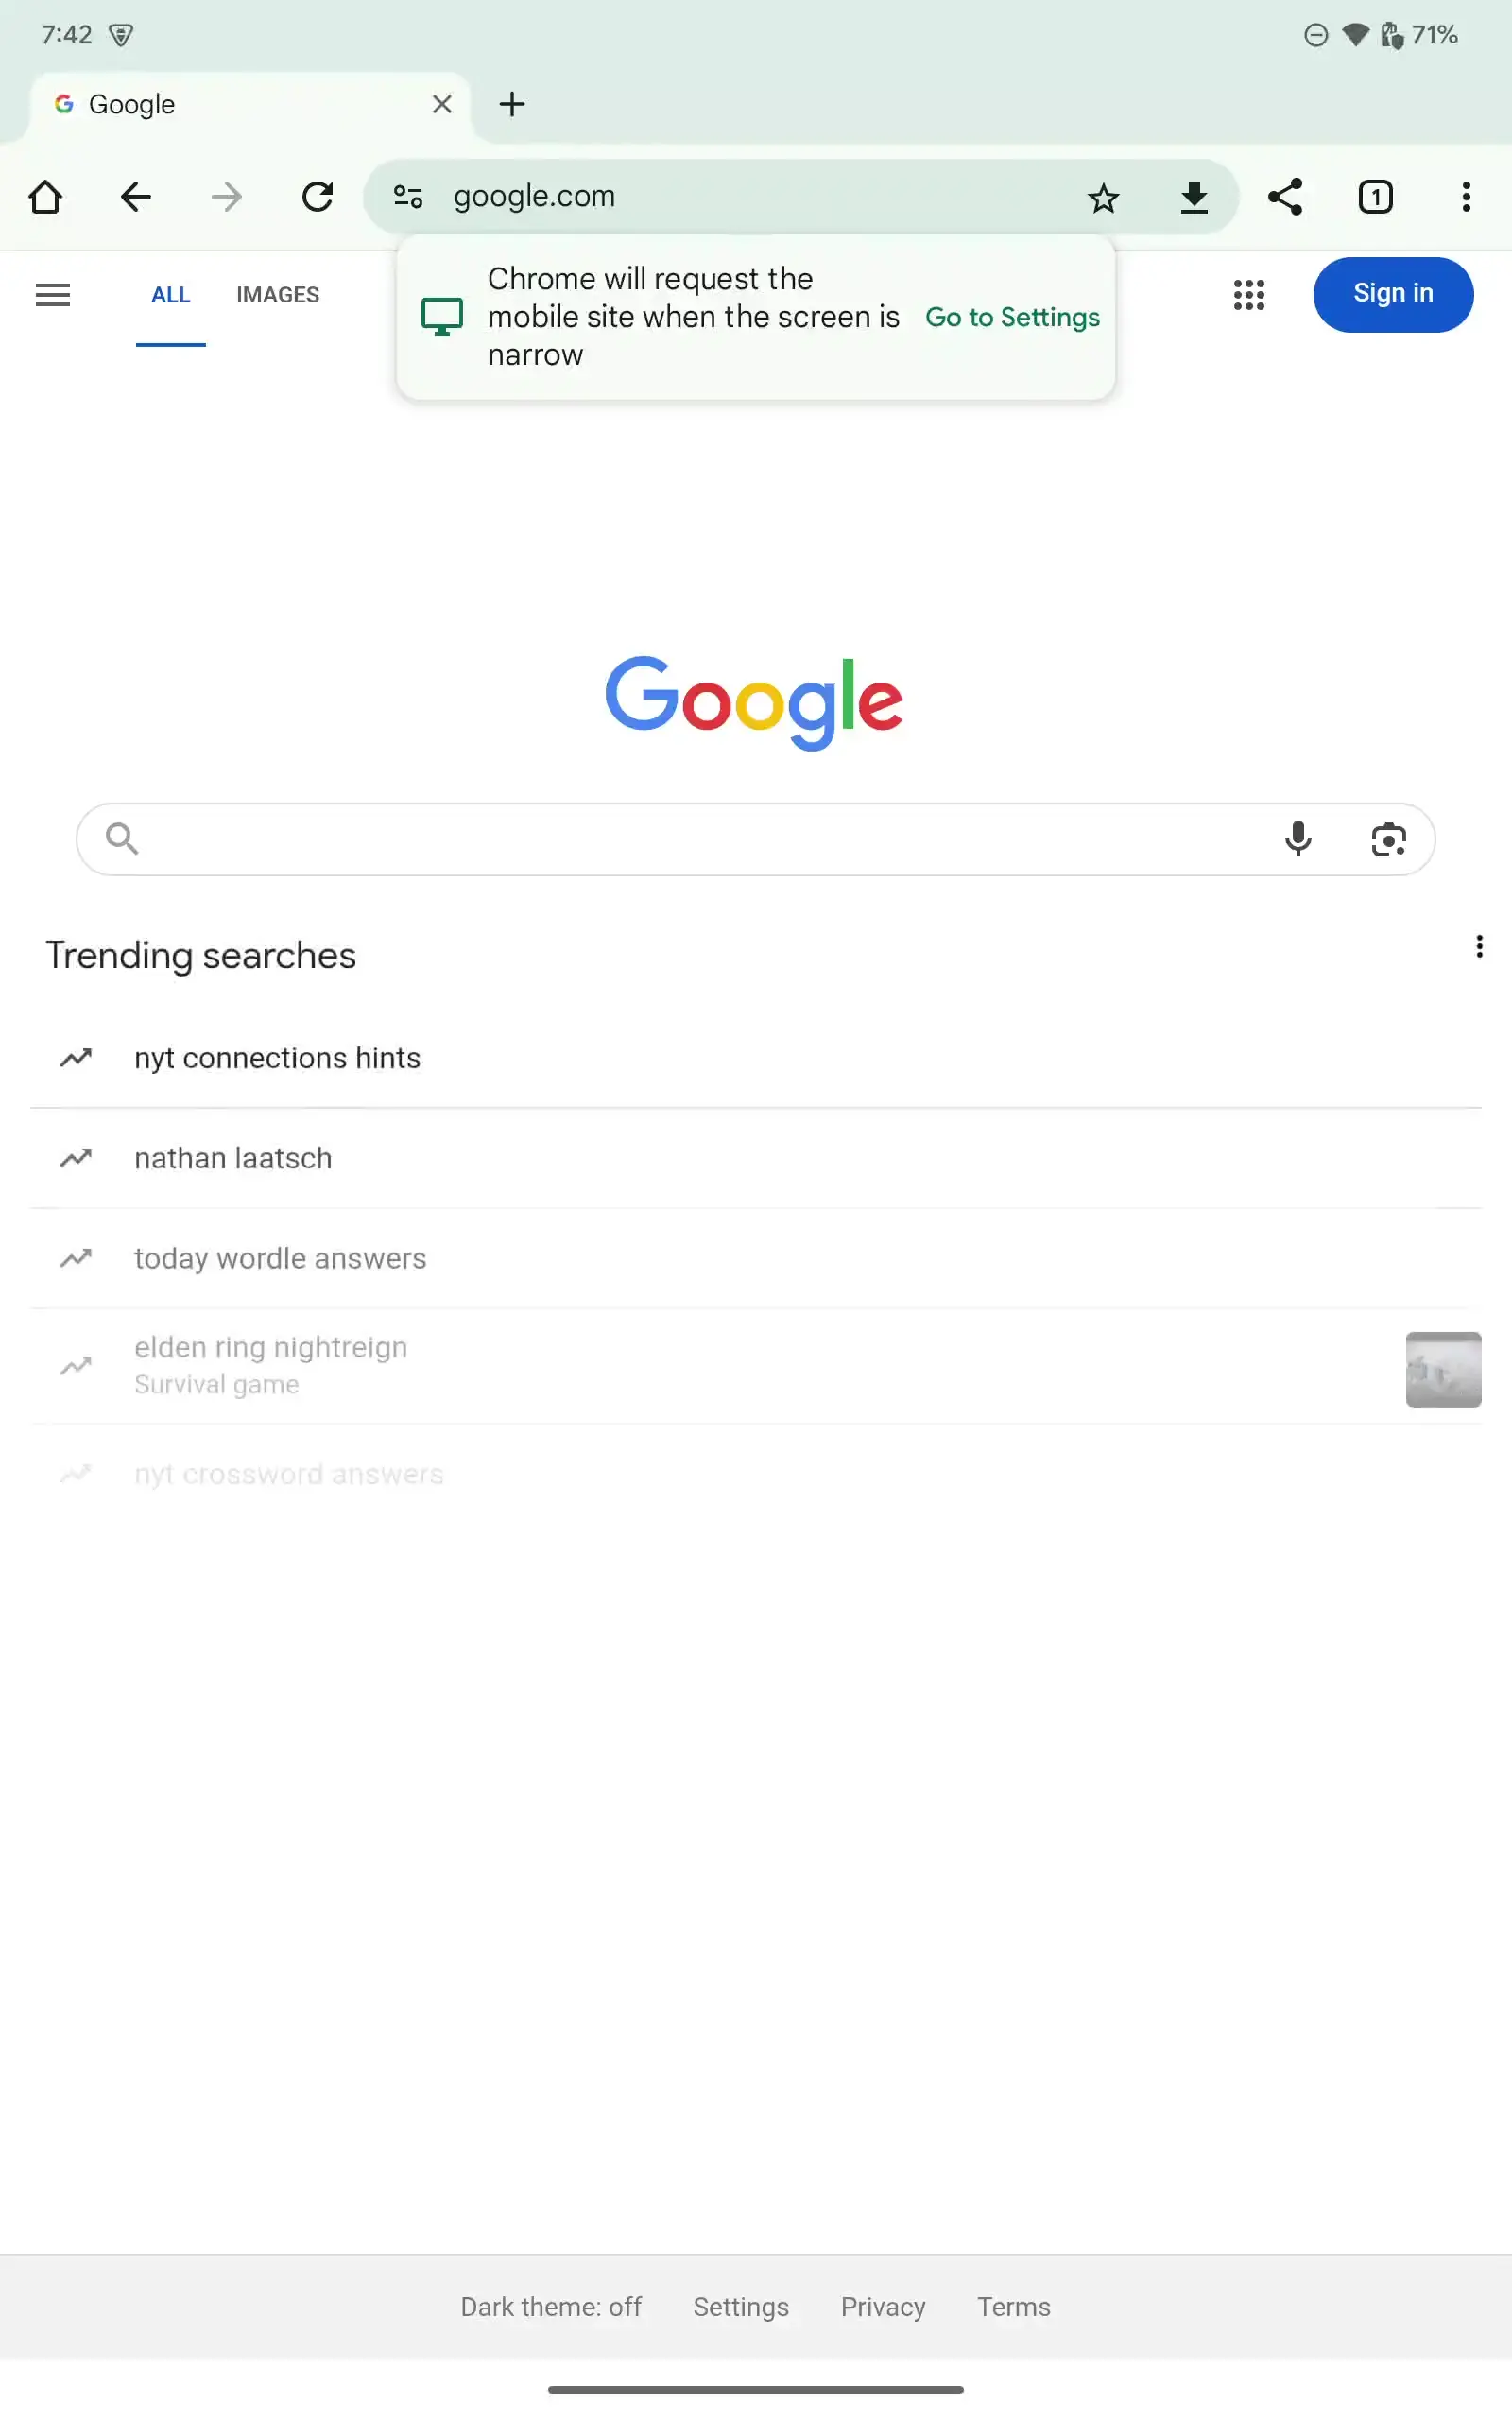 7:42
71%
Google
google.com
1
ALL IMAGES
Chrome will request the
mobile site when the screen is
narrow
Go to Settings
Sign in
Google
Trending searches
nyt connections hints
nathan laatsch
today wordle answers
elden ring nightreign
Survival game
nyt crossword answers
Dark theme: off Settings Privacy Terms